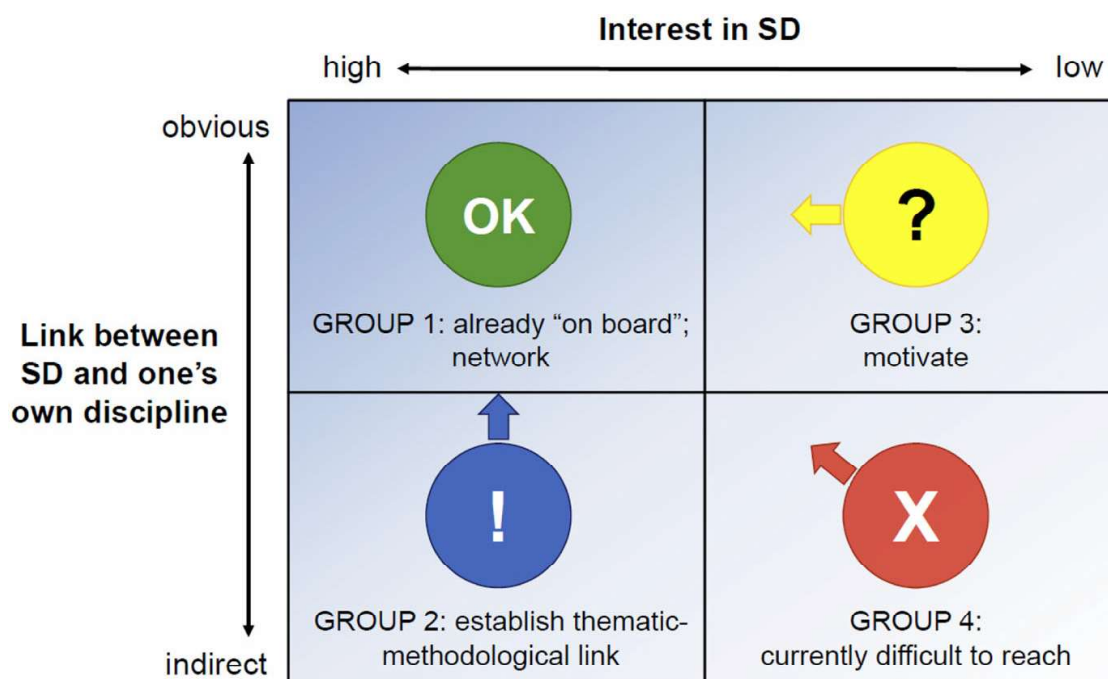 Interest in SD
high
low
obvious
OK
?
GROUP 1: already “on board”;
network
GROUP 3:
motivate
Link between
SD and one’s
own discipline
!
X
GROUP 2: establish thematic-
methodological link
GROUP 4:
currently difficult to reach
indirect